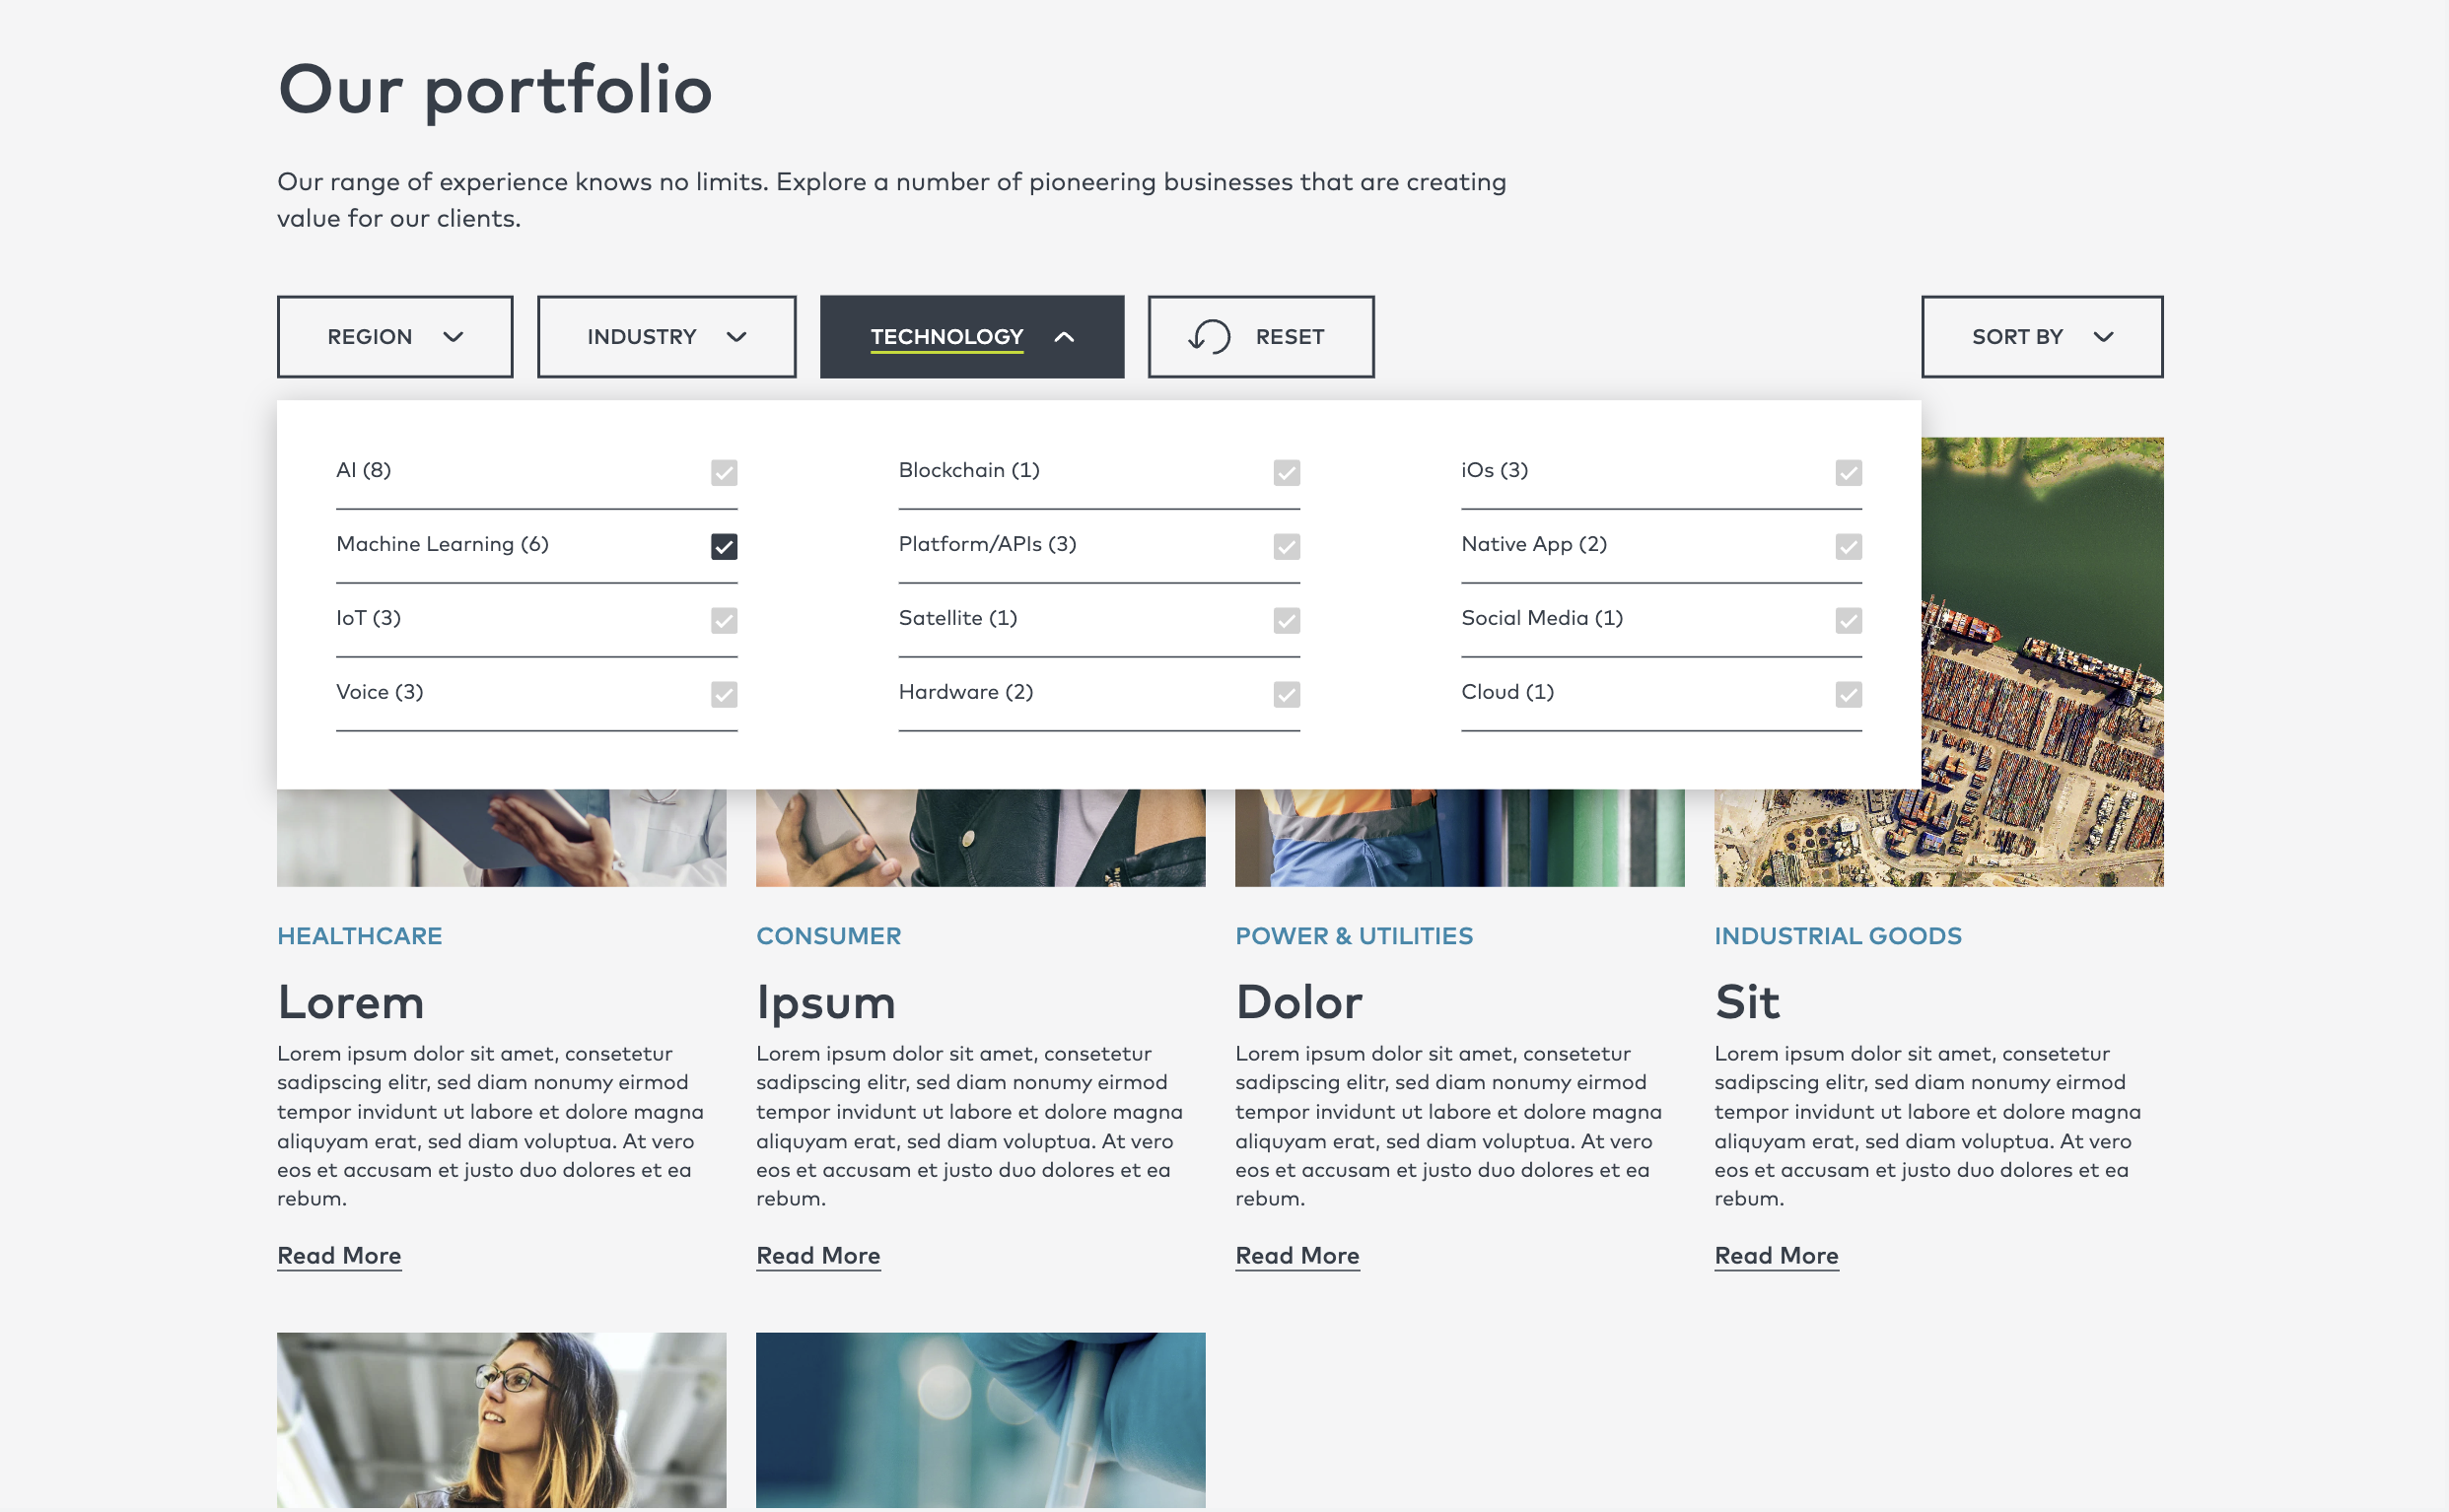 Our portfolio
Our range of experience knows no limits. Explore a number of pioneering businesses that are creating
value for our clients.
REGION
INDUSTRY
TECHNOLOGY
RESET
SORT BY
AI (8)
Blockchain (1)
iOs (3)
Machine Learning (6)
Platform/APIs (3)
Native App (2)
IoT (3)
Satellite (1)
Social Media (1)
Voice (3)
Hardware (2)
Cloud (1)
HEALTHCARE
Lorem
Lorem ipsum dolor sit amet, consetetur
sadipscing elitr, sed diam nonumy eirmod
tempor invidunt ut labore et dolore magna
aliquyam erat, sed diam voluptua. At vero
eos et accusam et justo duo dolores et ea
rebum.
Read More
CONSUMER
Ipsum
Lorem ipsum dolor sit amet, consetetur
sadipscing elitr, sed diam nonumy eirmod
tempor invidunt ut labore et dolore magna
aliquyam erat, sed diam voluptua. At vero
eos et accusam et justo duo dolores et ea
rebum.
Read More
POWER & UTILITIES
Dolor
Lorem ipsum dolor sit amet, consetetur
sadipscing elitr, sed diam nonumy eirmod
tempor invidunt ut labore et dolore magna
aliquyam erat, sed diam voluptua. At vero
eos et accusam et justo duo dolores et ea
rebum.
Read More
INDUSTRIAL GOODS
Sit
Lorem ipsum dolor sit amet, consetetur
sadipscing elitr, sed diam nonumy eirmod
tempor invidunt ut labore et dolore magna
aliquyam erat, sed diam voluptua. At vero
eos et accusam et justo duo dolores et ea
rebum.
Read More